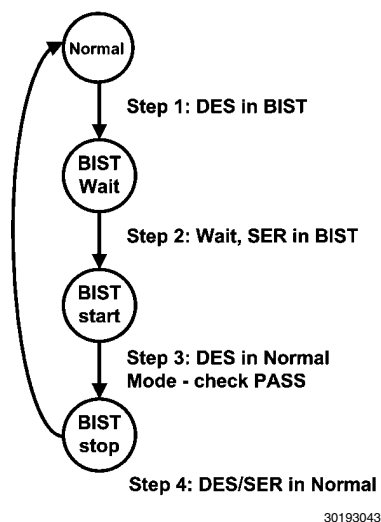 Normal
Step 1: DES in BIST
BIST
Wait
Step 2: Wait, SER in BIST
BIST
start
Step 3: DES in Normal
Mode - check PASS
BIST
stop
Step 4: DES/SER in Normal
30193043